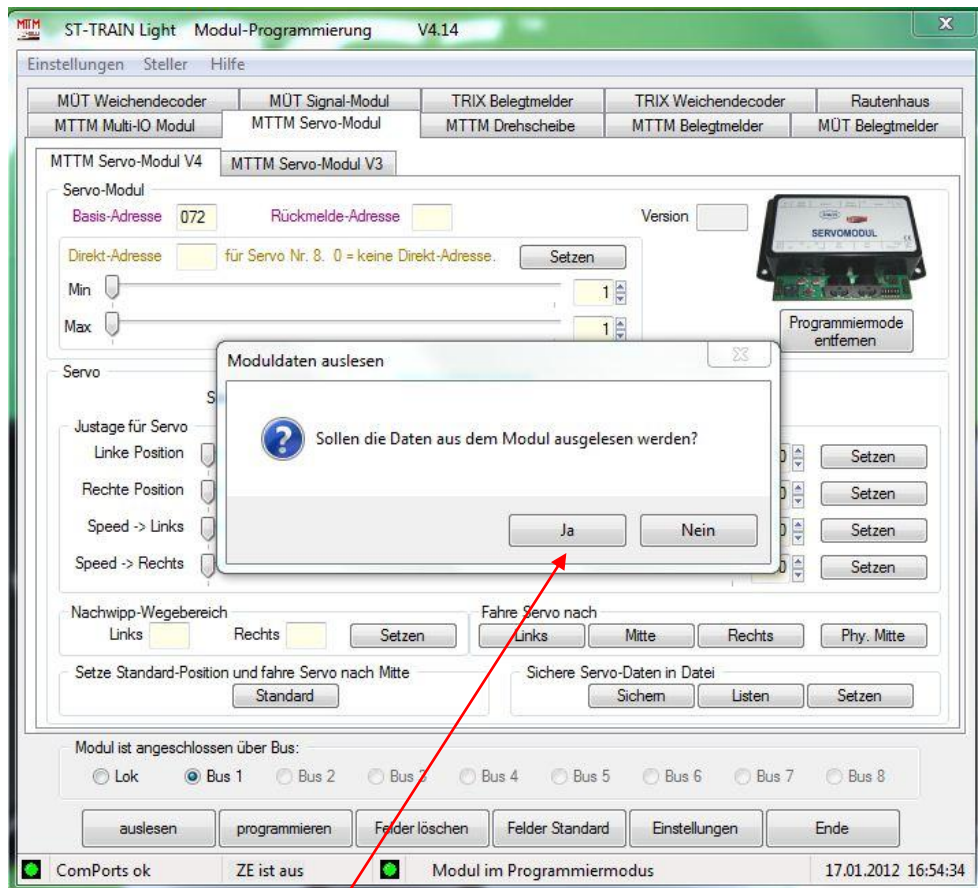 MTTM ST-TRAIN Light Modul-Programmierung V4.14
Einstellungen Steller Hilfe
MÜT Weichendecoder MÜT Signal-Modul TRIX Belegtmelder TRIX Weichendecoder Rautenhaus
MTTM Multi-IO Modul MTTM Servo-Modul MTTM Drehscheibe MTTM Belegtmelder MÜT Belegtmelder
MTTM Servo-Modul V4 MTTM Servo-Modul V3
Servo-Modul
Basis-Adresse 072 Rückmelde-Adresse Version
SERVOMODUL
Direkt-Adresse für Servo Nr. 8. 0 = keine Direkt-Adresse. Setzen
Min 1
Max 1
Programmiermode
entfernen
Moduldaten auslesen
Servo
S
Sollen die Daten aus dem Modul ausgelesen werden?
Ja Nein
Justage für Servo
Linke Position 0 Setzen
Rechte Position 0 Setzen
Speed -> Links 0 Setzen
Speed -> Rechts 0 Setzen
Nachwipp-Wegebereich Fahre Servo nach
Links Rechts Setzen Links Mitte Rechts Phy. Mitte
Setze Standard-Position und fahre Servo nach Mitte Sichere Servo-Daten in Datei
Standard Sichern Listen Setzen
Modul ist angeschlossen über Bus:
Lok Bus 1 Bus 2 Bus 3 Bus 4 Bus 5 Bus 6 Bus 7 Bus 8
auslesen programmieren Felder löschen Felder Standard Einstellungen Ende
ComPorts ok ZE ist aus Modul im Programmiermodus 17.01.2012 16:54:34